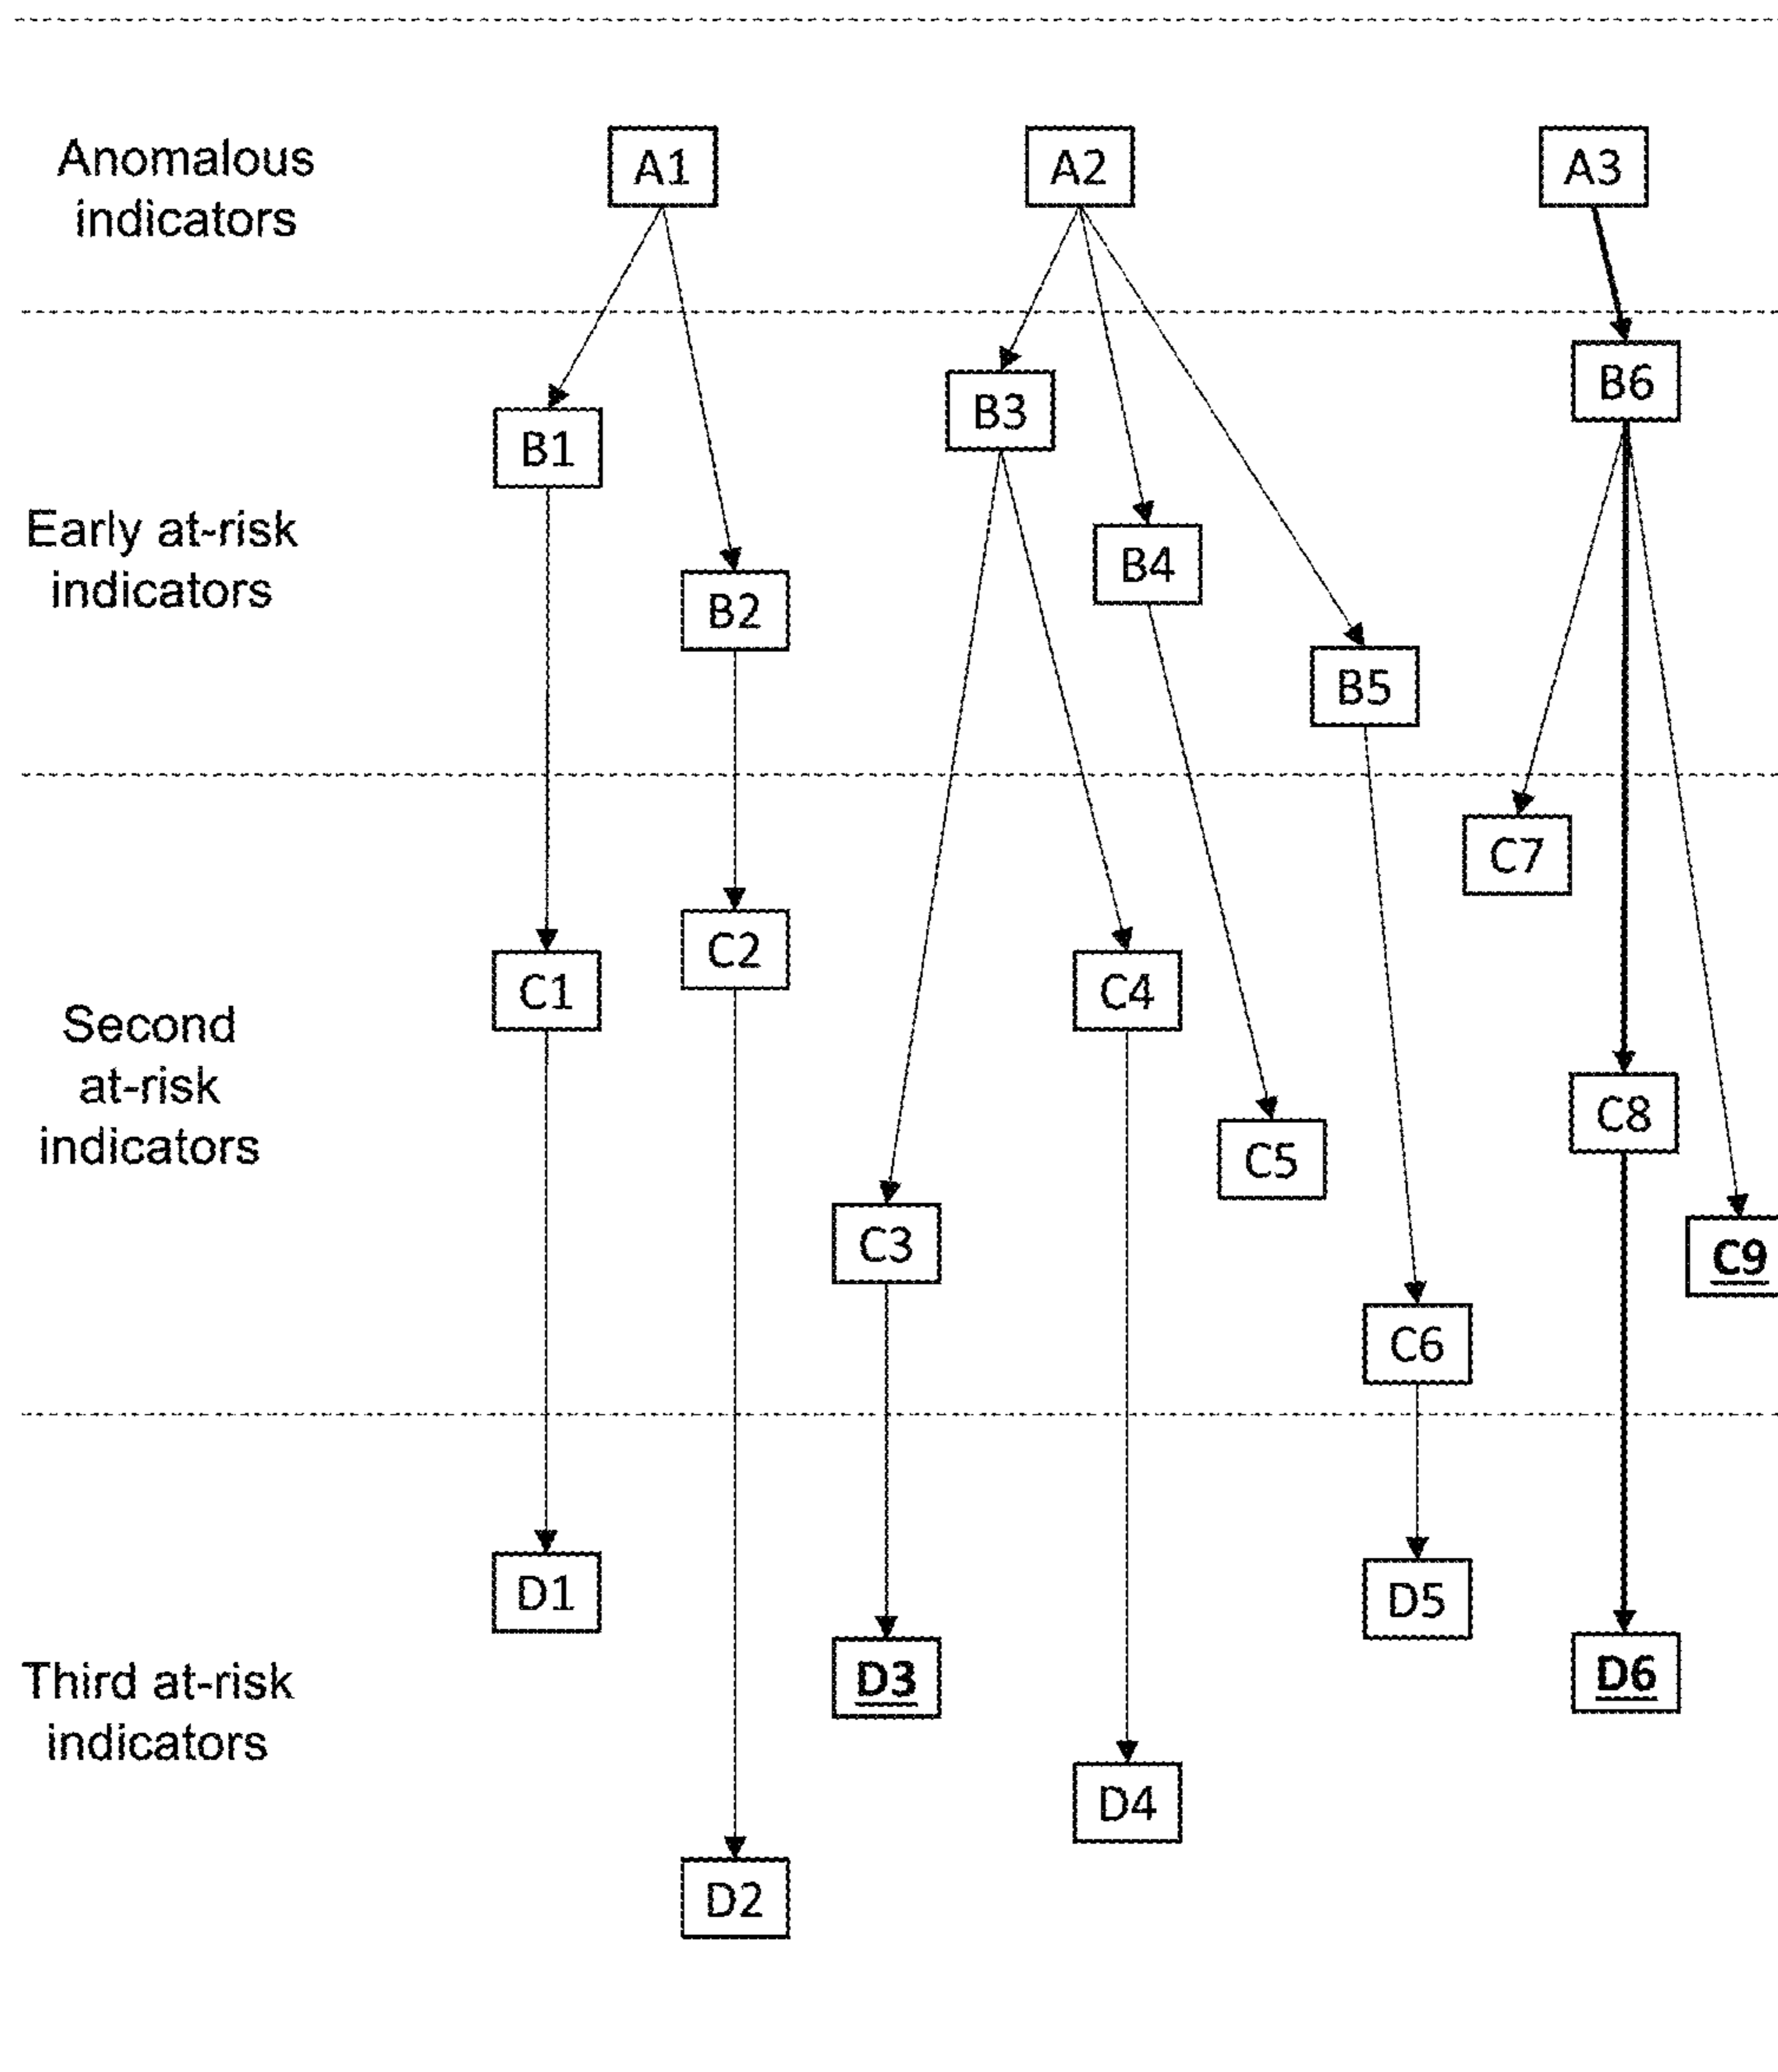 Anomalous
indicators
A1
A2
A3
Early at-risk
indicators
B1
B2
B3
B4
B5
B6
Second
at-risk
indicators
C1
C2
C3
C4
C5
C6
C7
C8
C9
Third at-risk
indicators
D1
D2
D3
D4
D5
D6